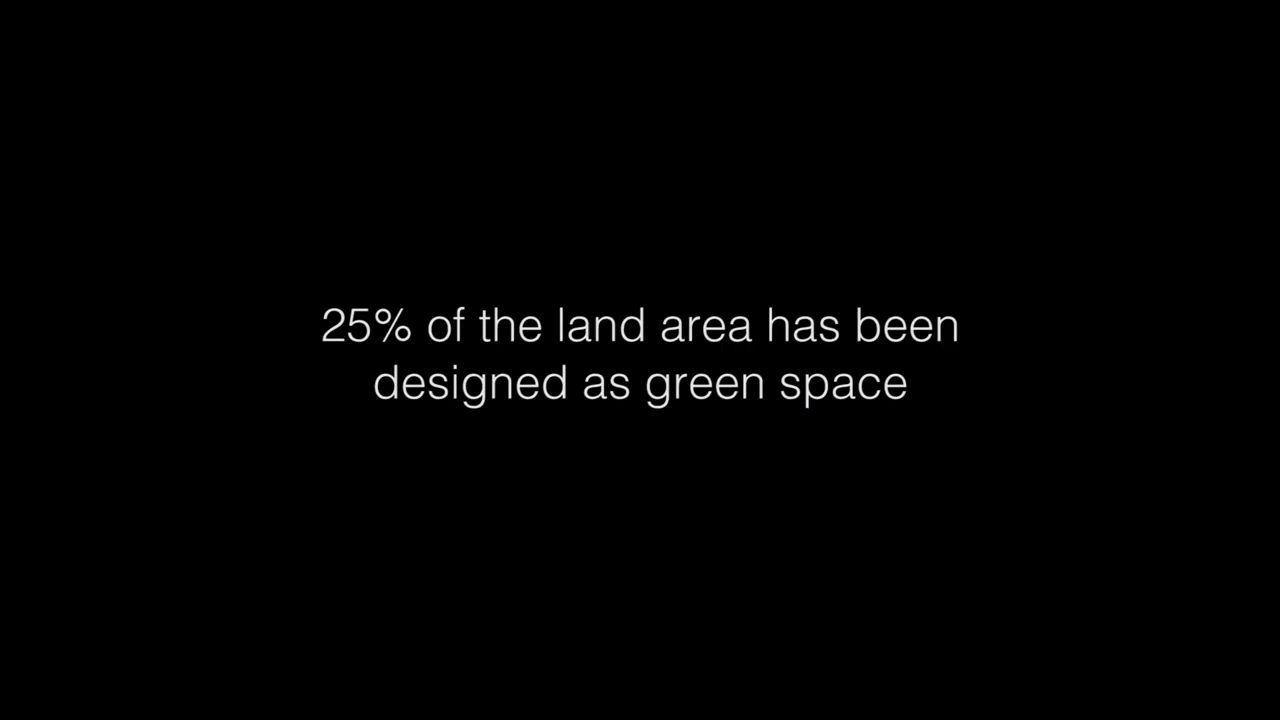 25% of the land area has been
designed as green space